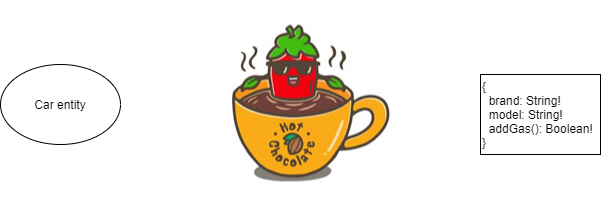 Car entity
Hot
Chocolate
{
brand: String!
model: String!
addGas(): Boolean!
}